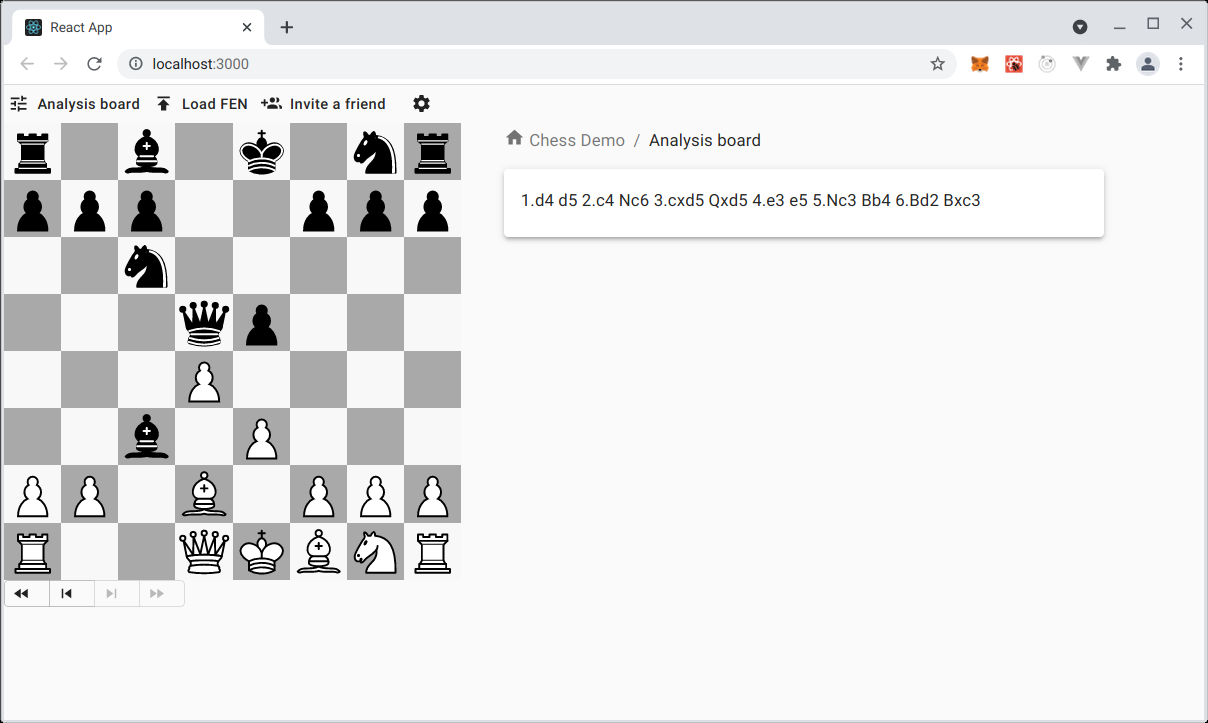 React App
localhost:3000
Analysis board Load FEN Invite a friend
Chess Demo / Analysis board
1.d4 d5 2.c4 Nc6 3.cxd5 Qxd5 4.e3 e5 5.Nc3 Bb4 6.Bd2 Bxc3